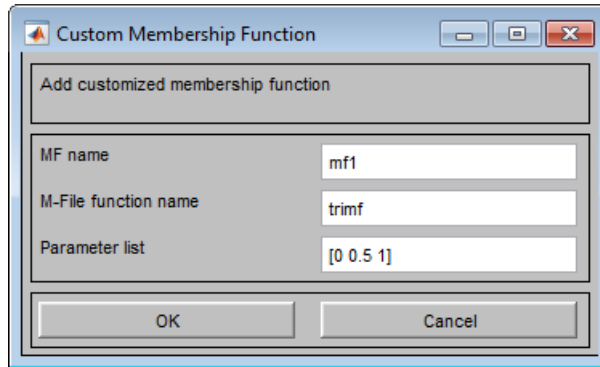 Custom Membership Function
Add customized membership function
MF name
mf1
M-File function name
trimf
Parameter list
[0 0.5 1]
OK
Cancel